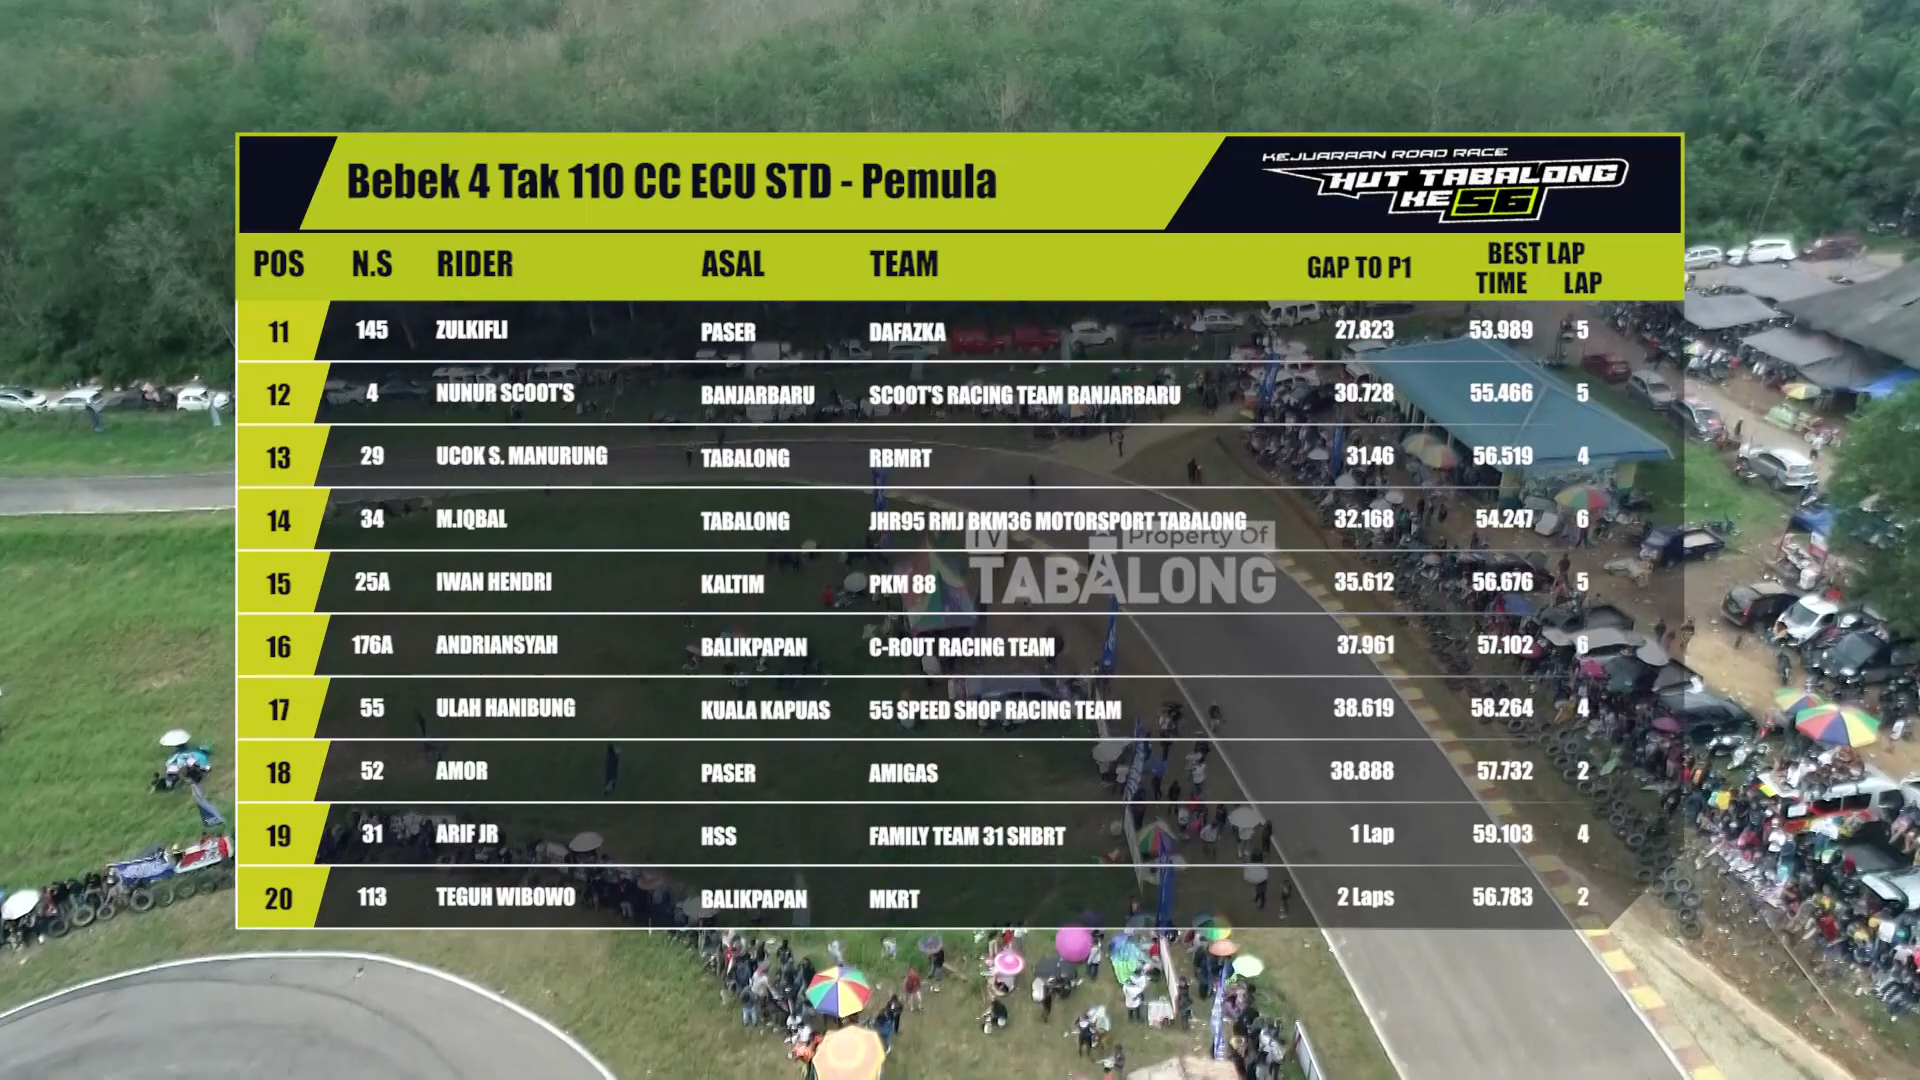 Bebek 4 Tak 110 CC ECU STD - Pemula
KEJUARAAN ROAD RACE
HUT TABALONG
KE 56
POS N.S RIDER ASAL TEAM GAP TO P1 BEST LAP
TIME LAP
11 145 ZULKIFLI PASER DAFAZKA 27.823 53.989 5
12 4 NUNUR SCOOT'S BANJARBARU SCOOT'S RACING TEAM BANJARBARU 30.728 55.466 5
13 29 UCOK S. MANURUNG TABALONG RBMRT 31.46 56.519 4
14 34 M.IQBAL TABALONG JHR95 RMJ BKM36 MOTORSPORT TABALONG 32.168 54.247 6
TV Property Of
TABALONG
15 25A IWAN HENDRI KALTIM PKM 88 35.612 56.676 5
16 176A ANDRIANSYAH BALIKPAPAN C-ROUT RACING TEAM 37.961 57.102 6
17 55 ULAH HANIBUNG KUALA KAPUAS 55 SPEED SHOP RACING TEAM 38.619 58.264 4
18 52 AMOR PASER AMIGAS 38.888 57.732 2
19 31 ARIF JR HSS FAMILY TEAM 31 SHBRT 1 Lap 59.103 4
20 113 TEGUH WIBOWO BALIKPAPAN MKRT 2 Laps 56.783 2